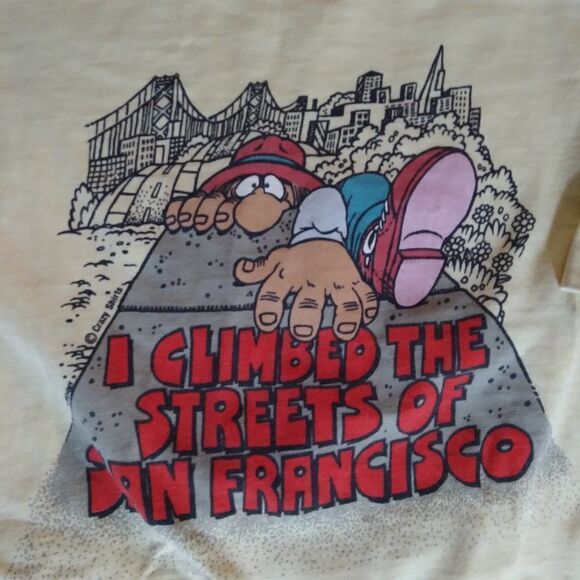 © Crazy Shirts
I CLIMBED THE
STREETS OF
SAN FRANCISCO